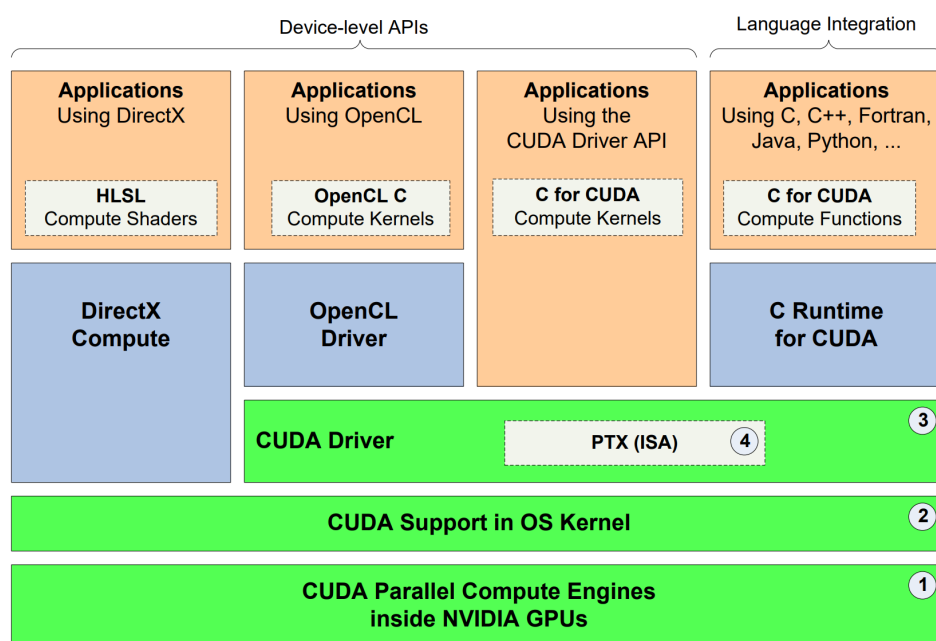 Device-level APIs
Language Integration
Applications
Using DirectX
HLSL
Compute Shaders
Applications
Using OpenCL
OpenCL C
Compute Kernels
Applications
Using the
CUDA Driver API
C for CUDA
Compute Kernels
Applications
Using C, C++, Fortran,
Java, Python, ...
C for CUDA
Compute Functions
DirectX
Compute
OpenCL
Driver
C Runtime
for CUDA
CUDA Driver
PTX (ISA)
4
3
CUDA Support in OS Kernel
2
CUDA Parallel Compute Engines
inside NVIDIA GPUs
1